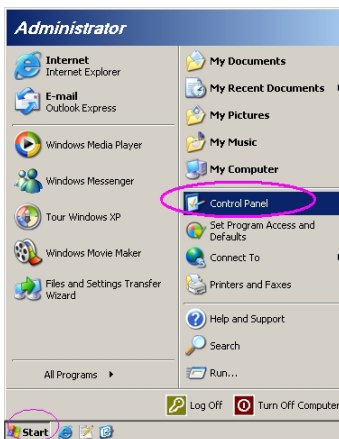 Administrator
Internet
Internet Explorer
E-mail
Outlook Express
Windows Media Player
Windows Messenger
Tour Windows XP
Windows Movie Maker
Files and Settings Transfer
Wizard
All Programs
My Documents
My Recent Documents
My Pictures
My Music
My Computer
Control Panel
Set Program Access and
Defaults
Connect To
Printers and Faxes
Help and Support
Search
Run...
Log Off
Turn Off Computer
Start